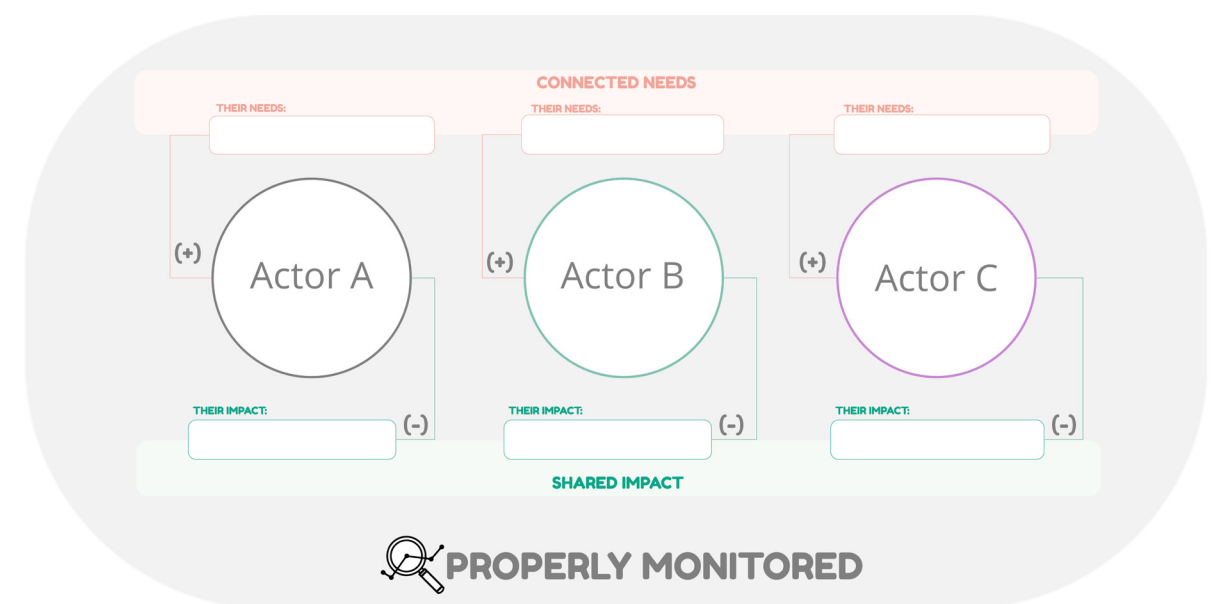 CONNECTED NEEDS
THEIR NEEDS: THEIR NEEDS: THEIR NEEDS:
(+) (+) (+)
Actor A Actor B Actor C
THEIR IMPACT: THEIR IMPACT: THEIR IMPACT:
(-) (-) (-)
SHARED IMPACT
PROPERLY MONITORED